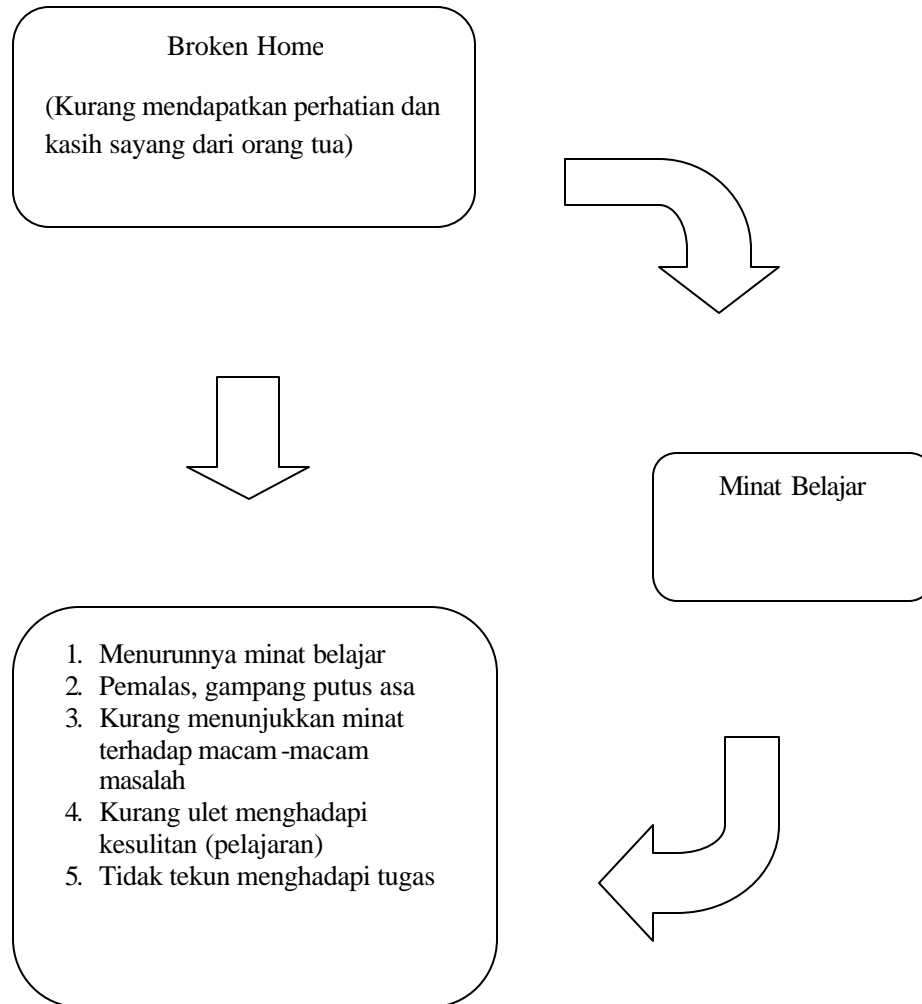 Broken Home
(Kurang mendapatkan perhatian dan
kasih sayang dari orang tua)
Minat Belajar
1. Menurunnya minat belajar
2. Pemalas, gampang putus asa
3. Kurang menunjukkan minat
terhadap macam-macam
masalah
4. Kurang ulet menghadapi
kesulitan (pelajaran)
5. Tidak tekun menghadapi tugas